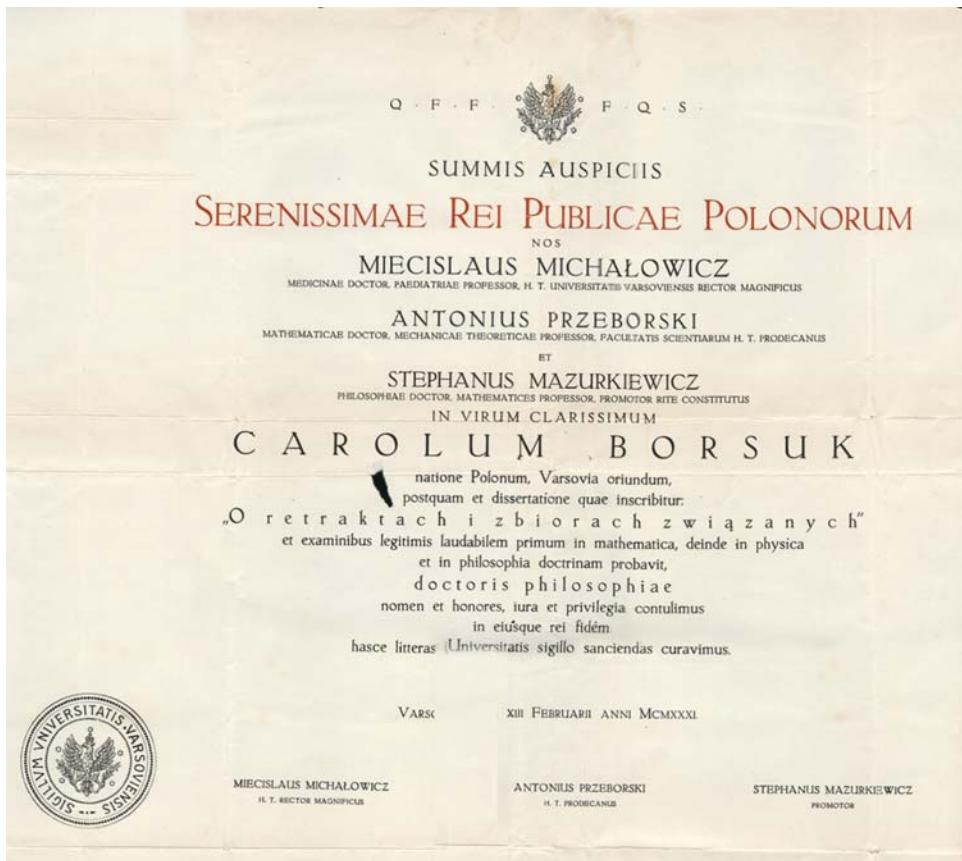 Q · F · F · F · Q · S ·
SUMMIS AUSPICIIS
SERENISSIMAE REI PUBLICAE POLONORUM
NOS
MIECISLAUS MICHAŁOWICZ
MEDICINAE DOCTOR, PAEDIATRIAE PROFESSOR, H. T. UNIVERSITATIS VARSOVIENSIS RECTOR MAGNIFICUS
ANTONIUS PRZEBORSKI
MATHEMATICAE DOCTOR, MECHANICAE THEORETICAE PROFESSOR, FACULTATIS SCIENTIARUM H. T. PRODECANUS
ET
STEPHANUS MAZURKIEWICZ
PHILOSOPHIAE DOCTOR, MATHEMATICES PROFESSOR, PROMOTOR RITE CONSTITUTUS
IN VIRUM CLARISSIMUM
CAROLUM BORSUK
natione Polonum, Varsovia oriundum,
postquam et dissertatione quae inscribitur:
„O retraktach i zbiorach związanych"
et examinibus legitimis laudabilem primum in mathematica, deinde in physica
et in philosophia doctrinam probavit,
doctoris philosophiae
nomen et honores, iura et privilegia contulimus
in eiusque rei fidem
hasce litteras Universitatis sigillo sanciendas curavimus.
XIII FEBRUARII ANNI MCMXXXI.
SIGILLVM VNIVERSITATIS VARSOVIENSIS
MIECISLAUS MICHAŁOWICZ
H. T. RECTOR MAGNIFICUS
ANTONIUS PRZEBORSKI
H. T. PRODECANUS
STEPHANUS MAZURKIEWICZ
PROMOTOR